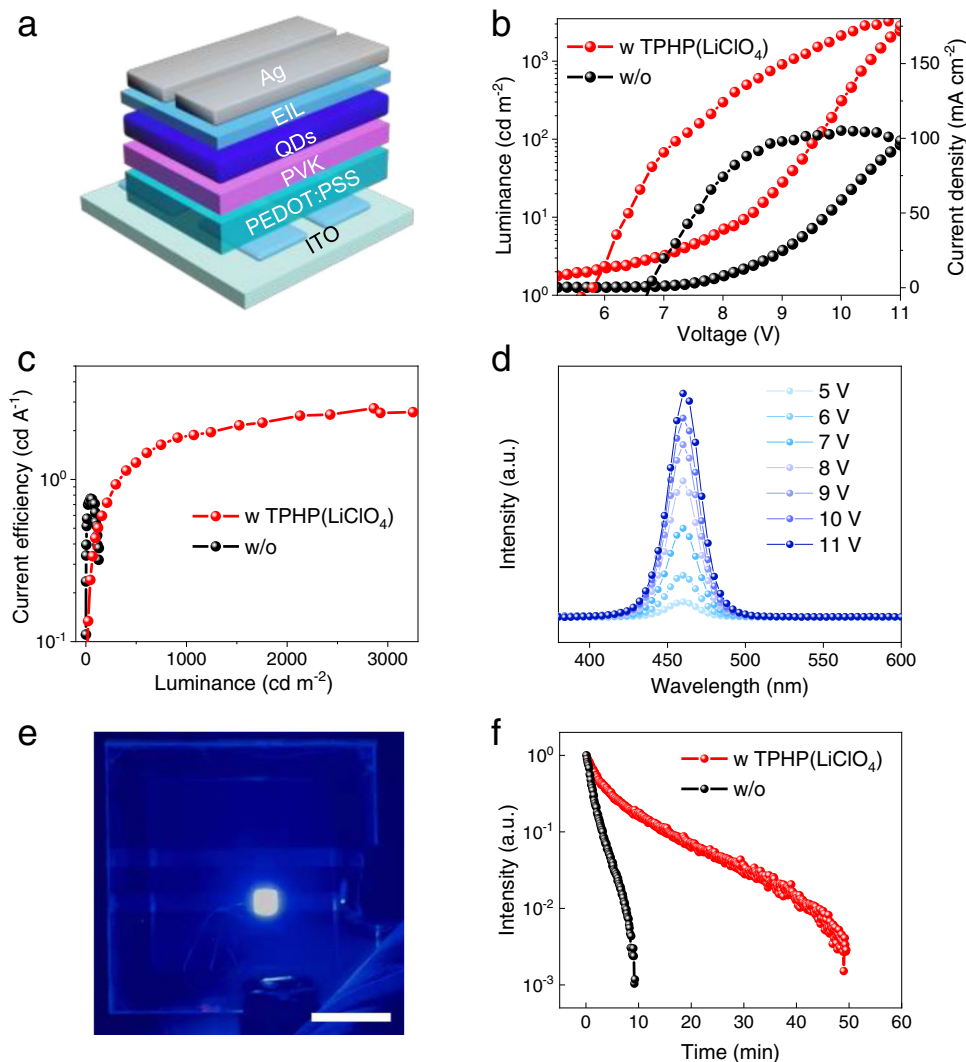 a
Ag
EIL
QDs
PVK
PEDOT:PSS
ITO
b
w TPHP(LiClO₄)
w/o
10³
10²
10¹
10⁰
Luminance (cd m⁻²)
150
100
50
0
Current density (mA cm⁻²)
6 7 8 9 10 11
Voltage (V)
c
w TPHP(LiClO₄)
w/o
10⁰
10⁻¹
Current efficiency (cd A⁻¹)
0 1000 2000 3000
Luminance (cd m⁻²)
d
5 V
6 V
7 V
8 V
9 V
10 V
11 V
Intensity (a.u.)
400 450 500 550 600
Wavelength (nm)
e
f
w TPHP(LiClO₄)
w/o
10⁰
10⁻¹
10⁻²
10⁻³
Intensity (a.u.)
0 10 20 30 40 50 60
Time (min)